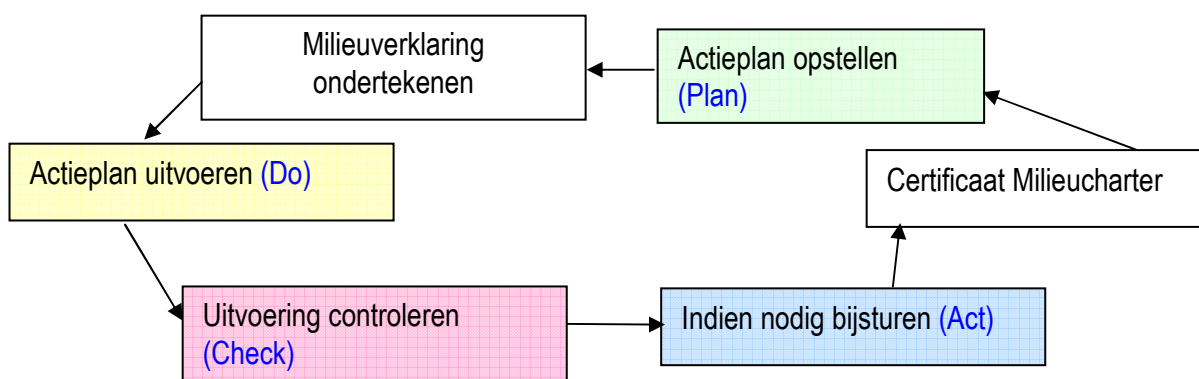 Milieuverklaring
ondertekenen
Actieplan opstellen
(Plan)
Actieplan uitvoeren (Do)
Certificaat Milieucharter
Uitvoering controleren
(Check)
Indien nodig bijsturen (Act)